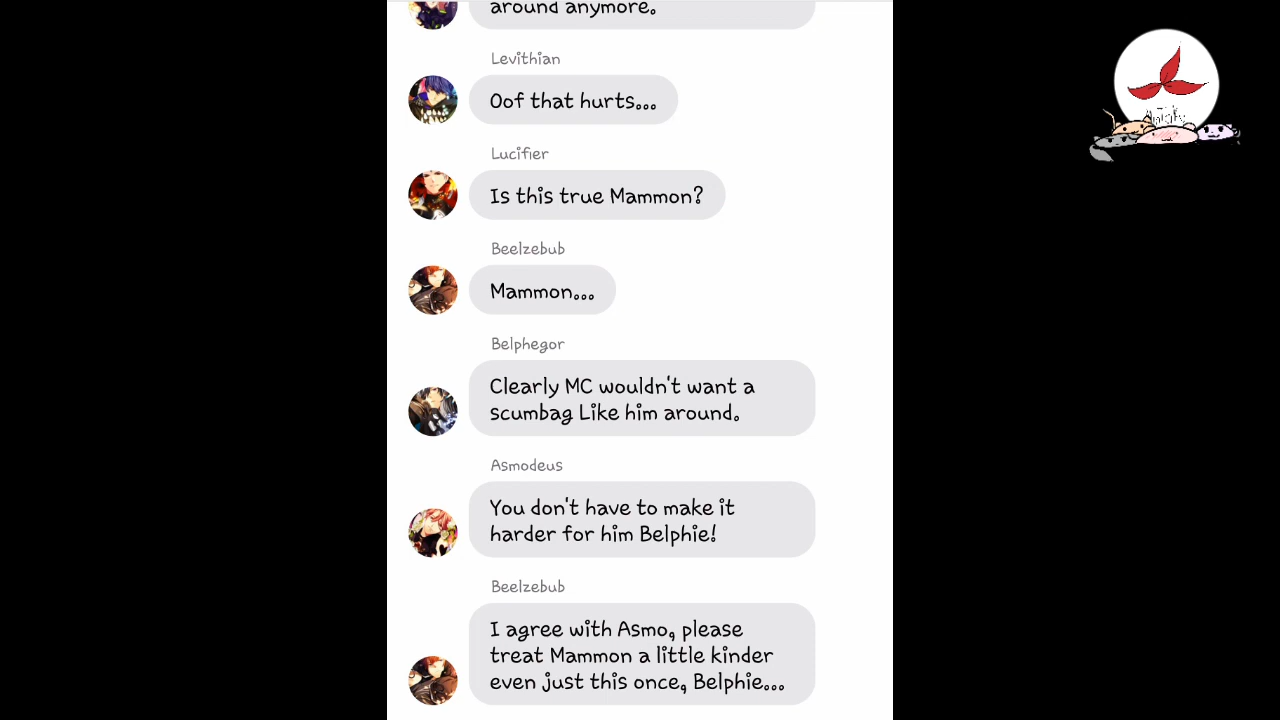 around anymore.
Levithian
Oof that hurts...
Lucifier
Is this true Mammon?
Beelzebub
Mammon...
Belphegor
Clearly MC wouldn't want a
scumbag Like him around.
Asmodeus
You don't have to make it
harder for him Belphie!
Beelzebub
I agree with Asmo, please
treat Mammon a little kinder
even just this once, Belphie...